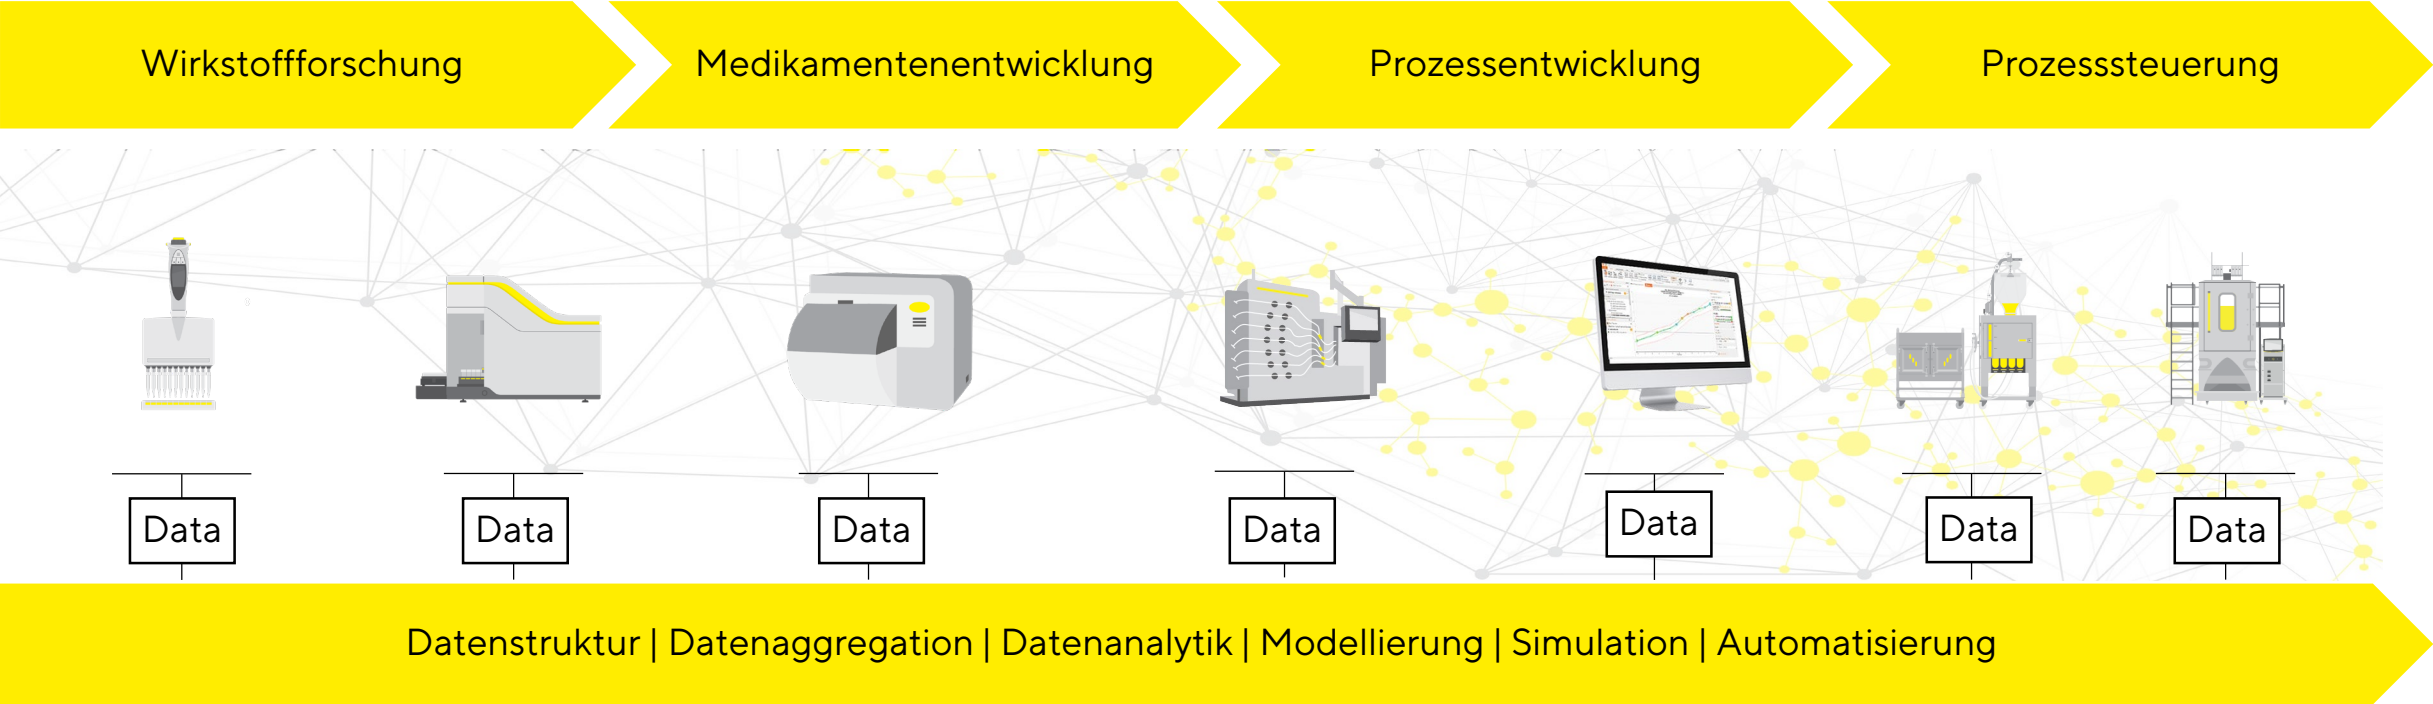 Wirkstoffforschung
Medikamentenentwicklung
Prozessentwicklung
Prozesssteuerung
Data
Data
Data
Data
Data
Data
Data
Datenstruktur | Datenaggregation | Datenanalytik | Modellierung | Simulation | Automatisierung